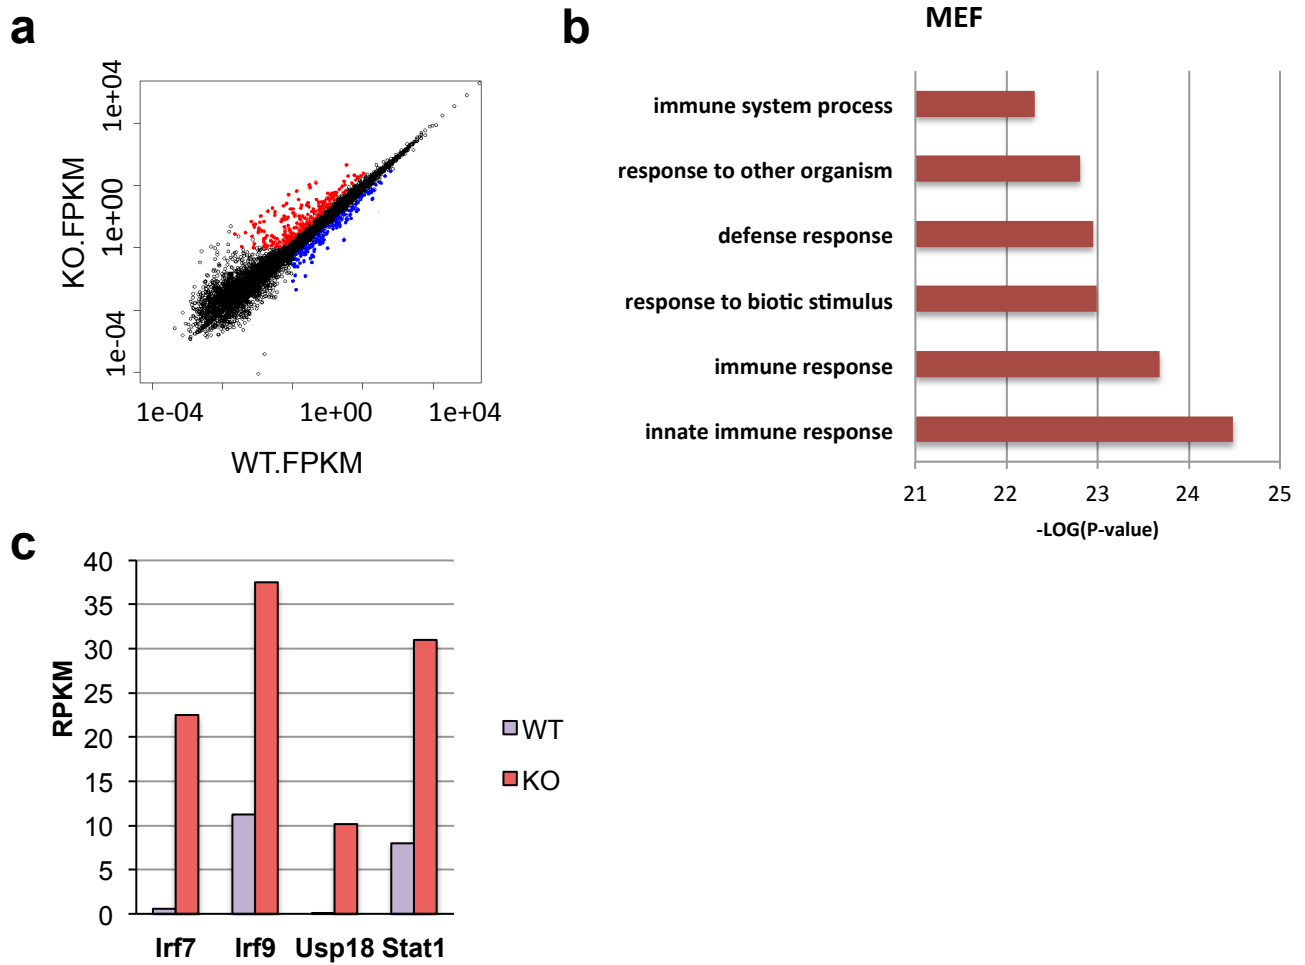 a
KO.FPKM
1e+04
1e+00
1e-04
1e-04
1e+00
1e+04
WT.FPKM
b
MEF
immune system process
response to other organism
defense response
response to biotic stimulus
immune response
innate immune response
21
22
23
24
25
-LOG(P-value)
c
RPKM
40
35
30
25
20
15
10
5
0
Irf7
Irf9
Usp18
Stat1
WT
KO